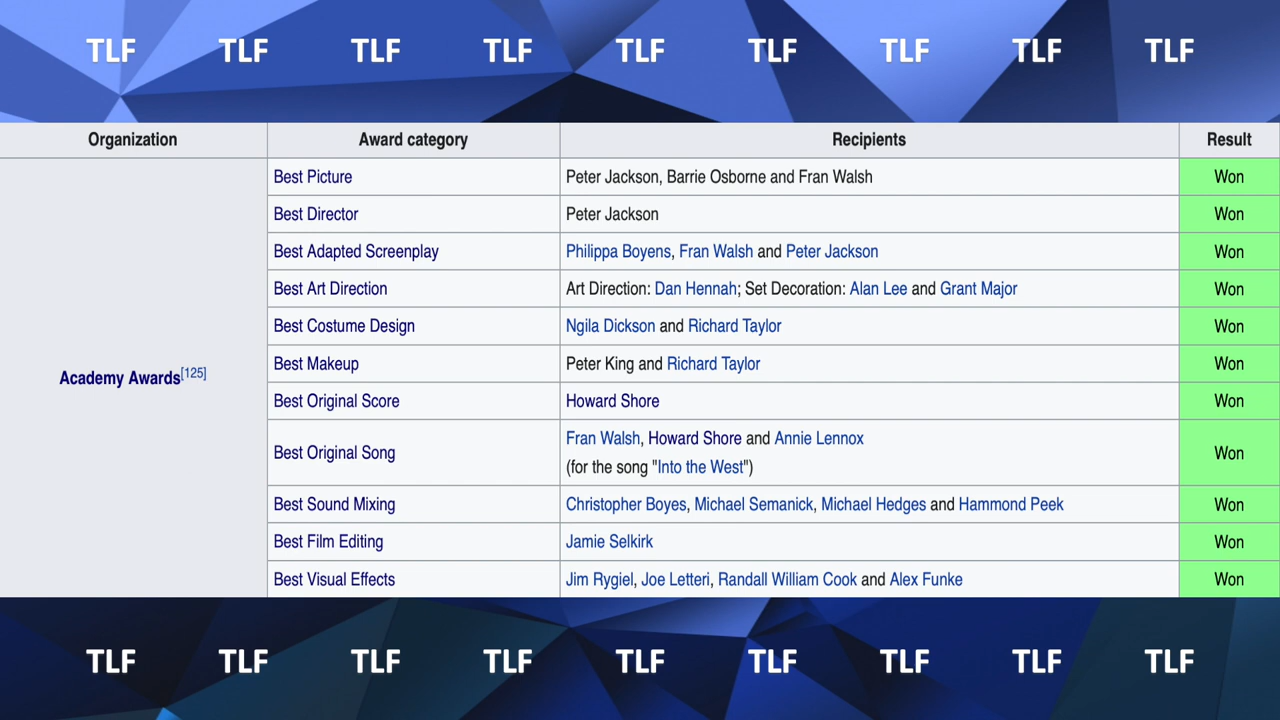 TLF TLF TLF TLF TLF TLF TLF TLF TLF
Organization Award category Recipients Result
Best Picture Peter Jackson, Barrie Osborne and Fran Walsh Won
Best Director Peter Jackson Won
Best Adapted Screenplay Philippa Boyens, Fran Walsh and Peter Jackson Won
Best Art Direction Art Direction: Dan Hennah; Set Decoration: Alan Lee and Grant Major Won
Best Costume Design Ngila Dickson and Richard Taylor Won
Best Makeup Peter King and Richard Taylor Won
Academy Awards[125]
Best Original Score Howard Shore Won
Best Original Song Fran Walsh, Howard Shore and Annie Lennox Won
(for the song "Into the West")
Best Sound Mixing Christopher Boyes, Michael Semanick, Michael Hedges and Hammond Peek Won
Best Film Editing Jamie Selkirk Won
Best Visual Effects Jim Rygiel, Joe Letteri, Randall William Cook and Alex Funke Won
TLF TLF TLF TLF TLF TLF TLF TLF TLF